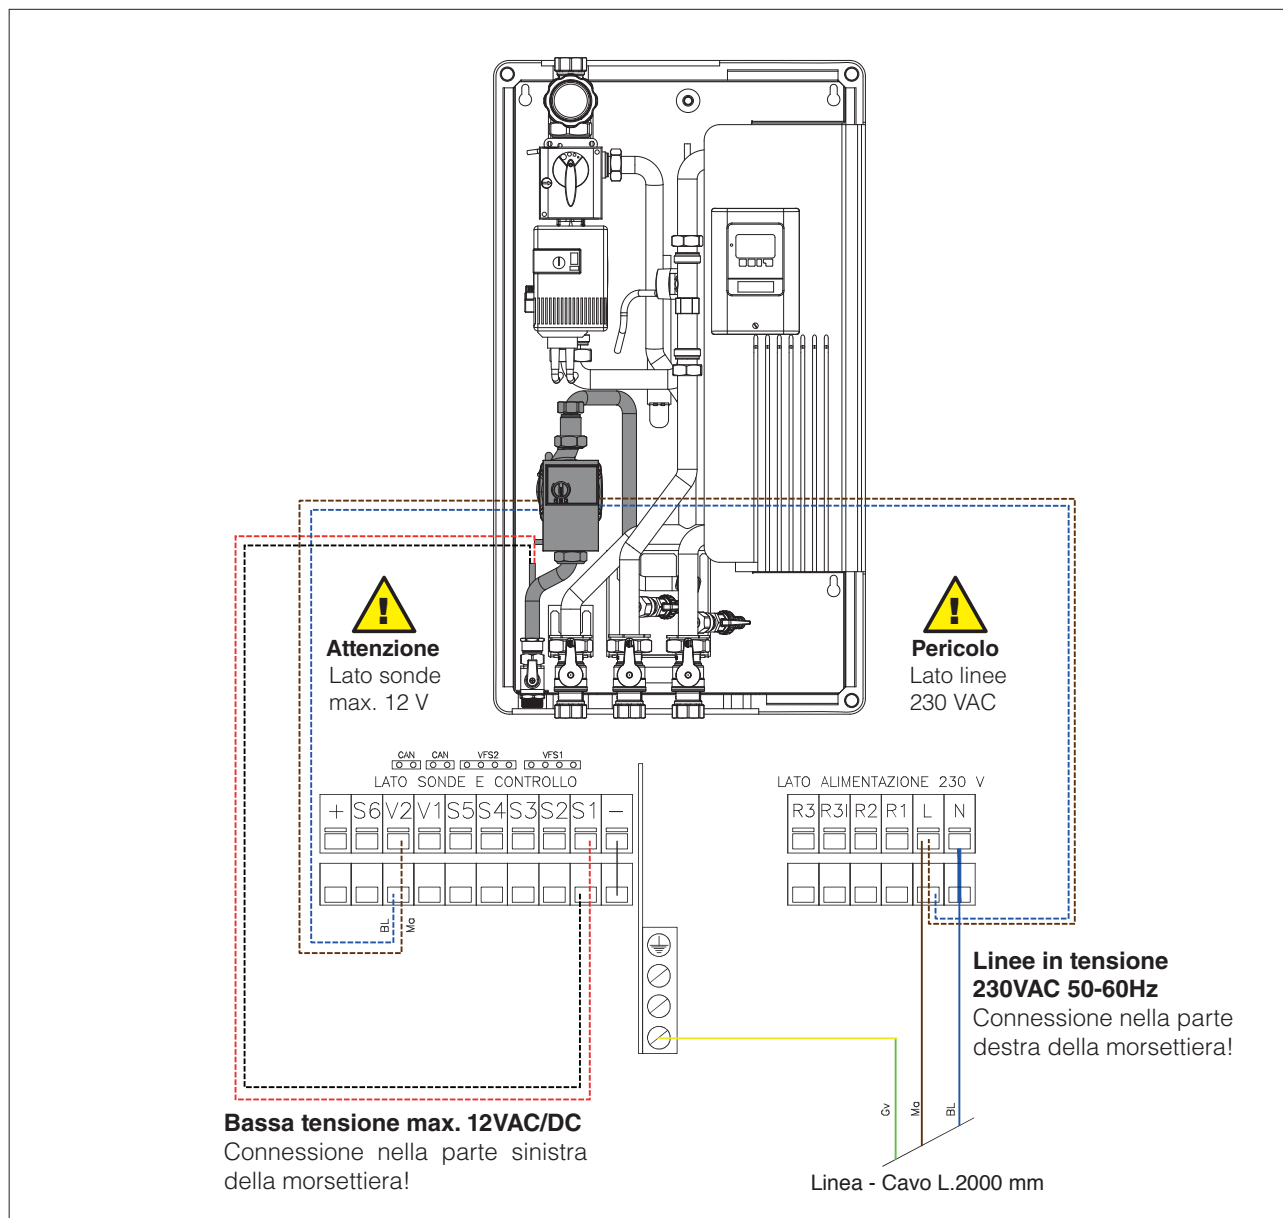 Attenzione
Lato sonde
max. 12 V
Pericolo
Lato linee
230 VAC
CAN CAN VFS2 VFS1
LATO SONDE E CONTROLLO
+ S6 V2 V1 S5 S4 S3 S2 S1 -
BL Ma
LATO ALIMENTAZIONE 230 V
R3 R3I R2 R1 L N
Linee in tensione
230VAC 50-60Hz
Connessione nella parte
destra della morsettiera!
Gv Ma BL
Bassa tensione max. 12VAC/DC
Connessione nella parte sinistra
della morsettiera!
Linea - Cavo L.2000 mm